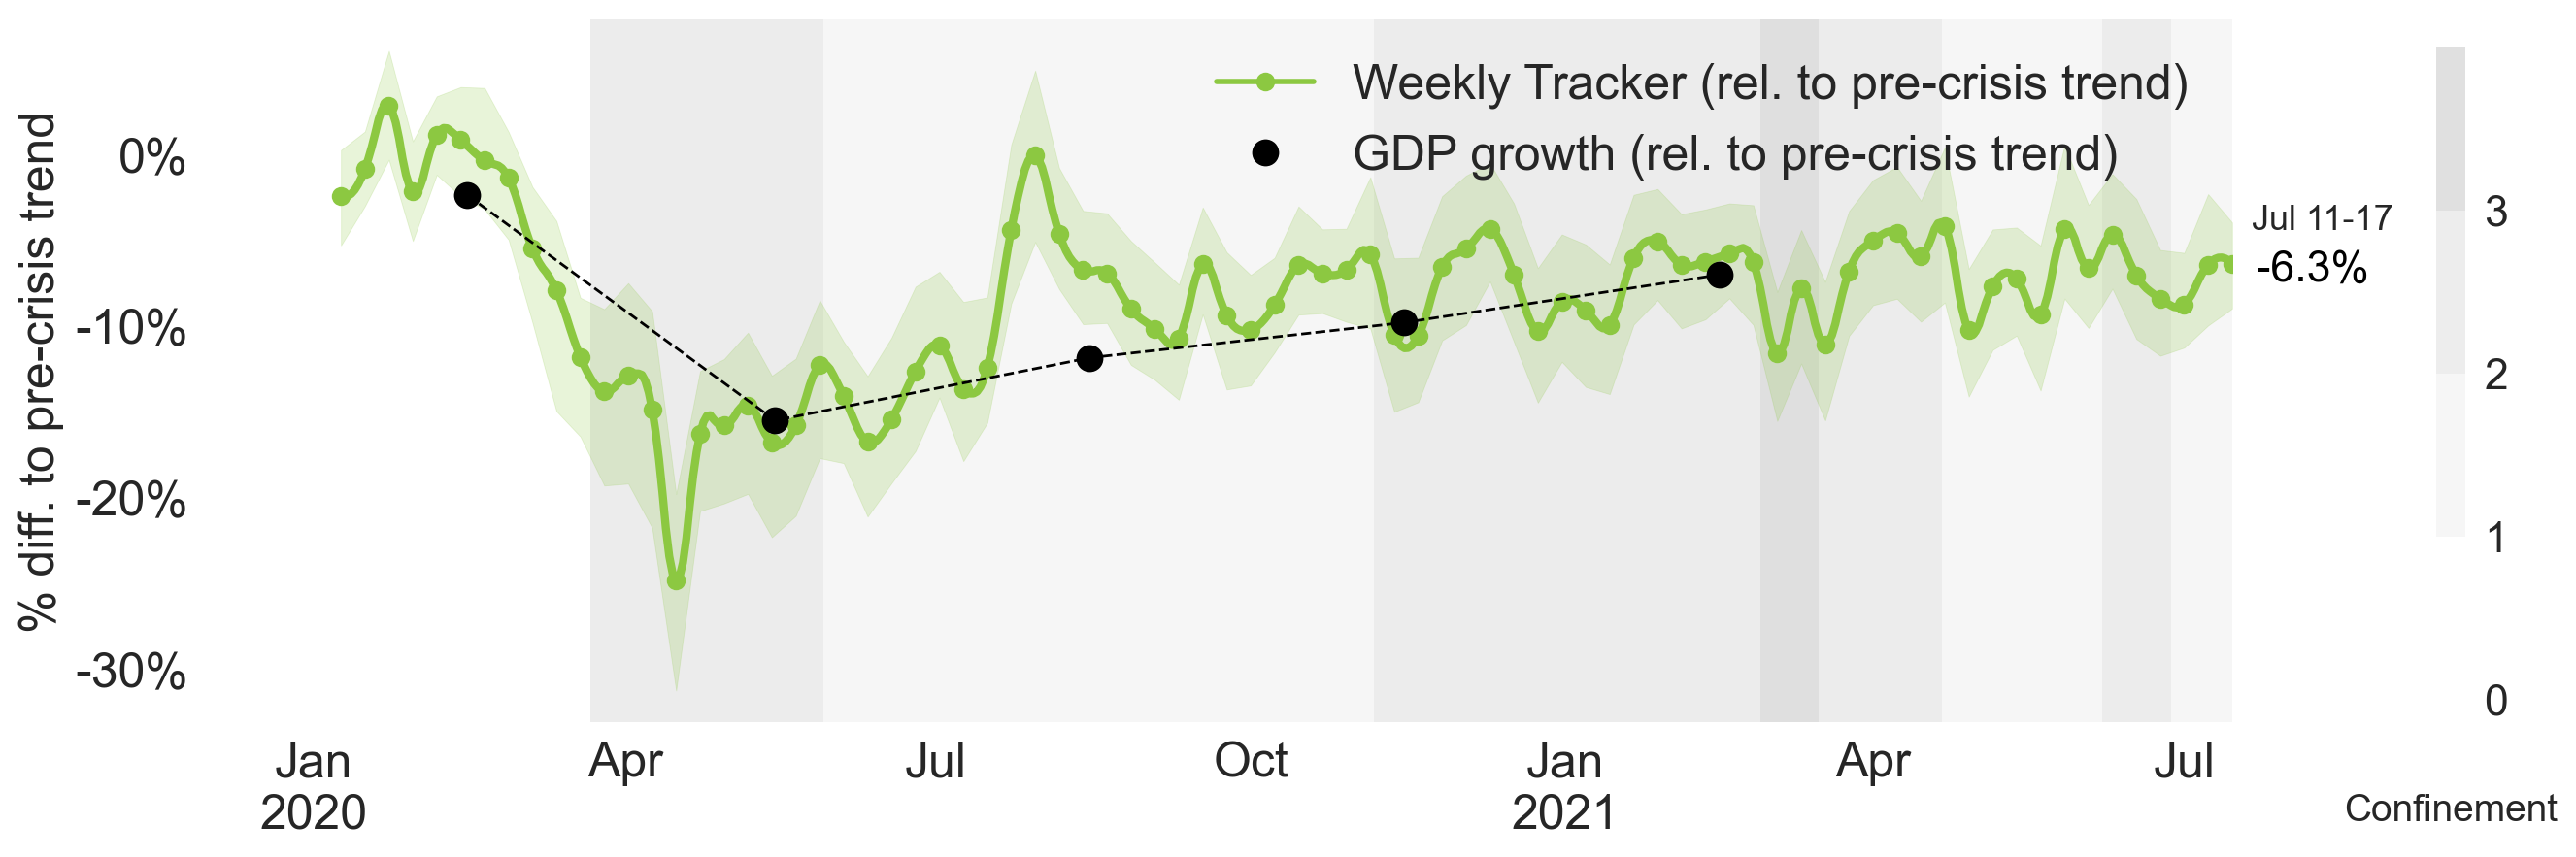 Weekly Tracker (rel. to pre-crisis trend)
GDP growth (rel. to pre-crisis trend)
% diff. to pre-crisis trend
0%
-10%
-20%
-30%
Jan
2020
Apr
Jul
Oct
Jan
2021
Apr
Jul
Jul 11-17
-6.3%
3
2
1
0
Confinement